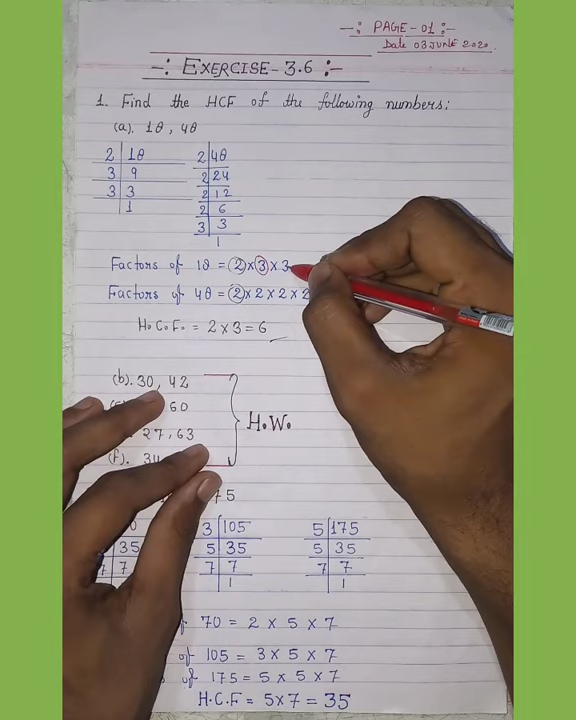 -: PAGE-01 :-
Date 03 JUNE 2020.
-: EXERCISE-3.6 :-
1. Find the HCF of the following numbers:
(a). 18, 48
2 | 18
3 | 9
3 | 3
1
2 | 48
2 | 24
2 | 12
2 | 6
3 | 3
1
Factors of 18 = 2 × 3 × 3
Factors of 48 = 2 × 2 × 2 × 2
H.C.F. = 2 × 3 = 6
(b). 30, 42
60
27, 63
(f). 34
H.W.
75
0
35
7 | 7
3 | 105
5 | 35
7 | 7
1
5 | 175
5 | 35
7 | 7
1
70 = 2 × 5 × 7
of 105 = 3 × 5 × 7
of 175 = 5 × 5 × 7
H.C.F = 5×7 = 35